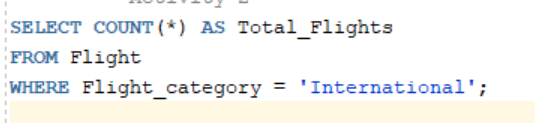 SELECT COUNT(*) AS Total_Flights
FROM Flight
WHERE Flight_category = 'International';